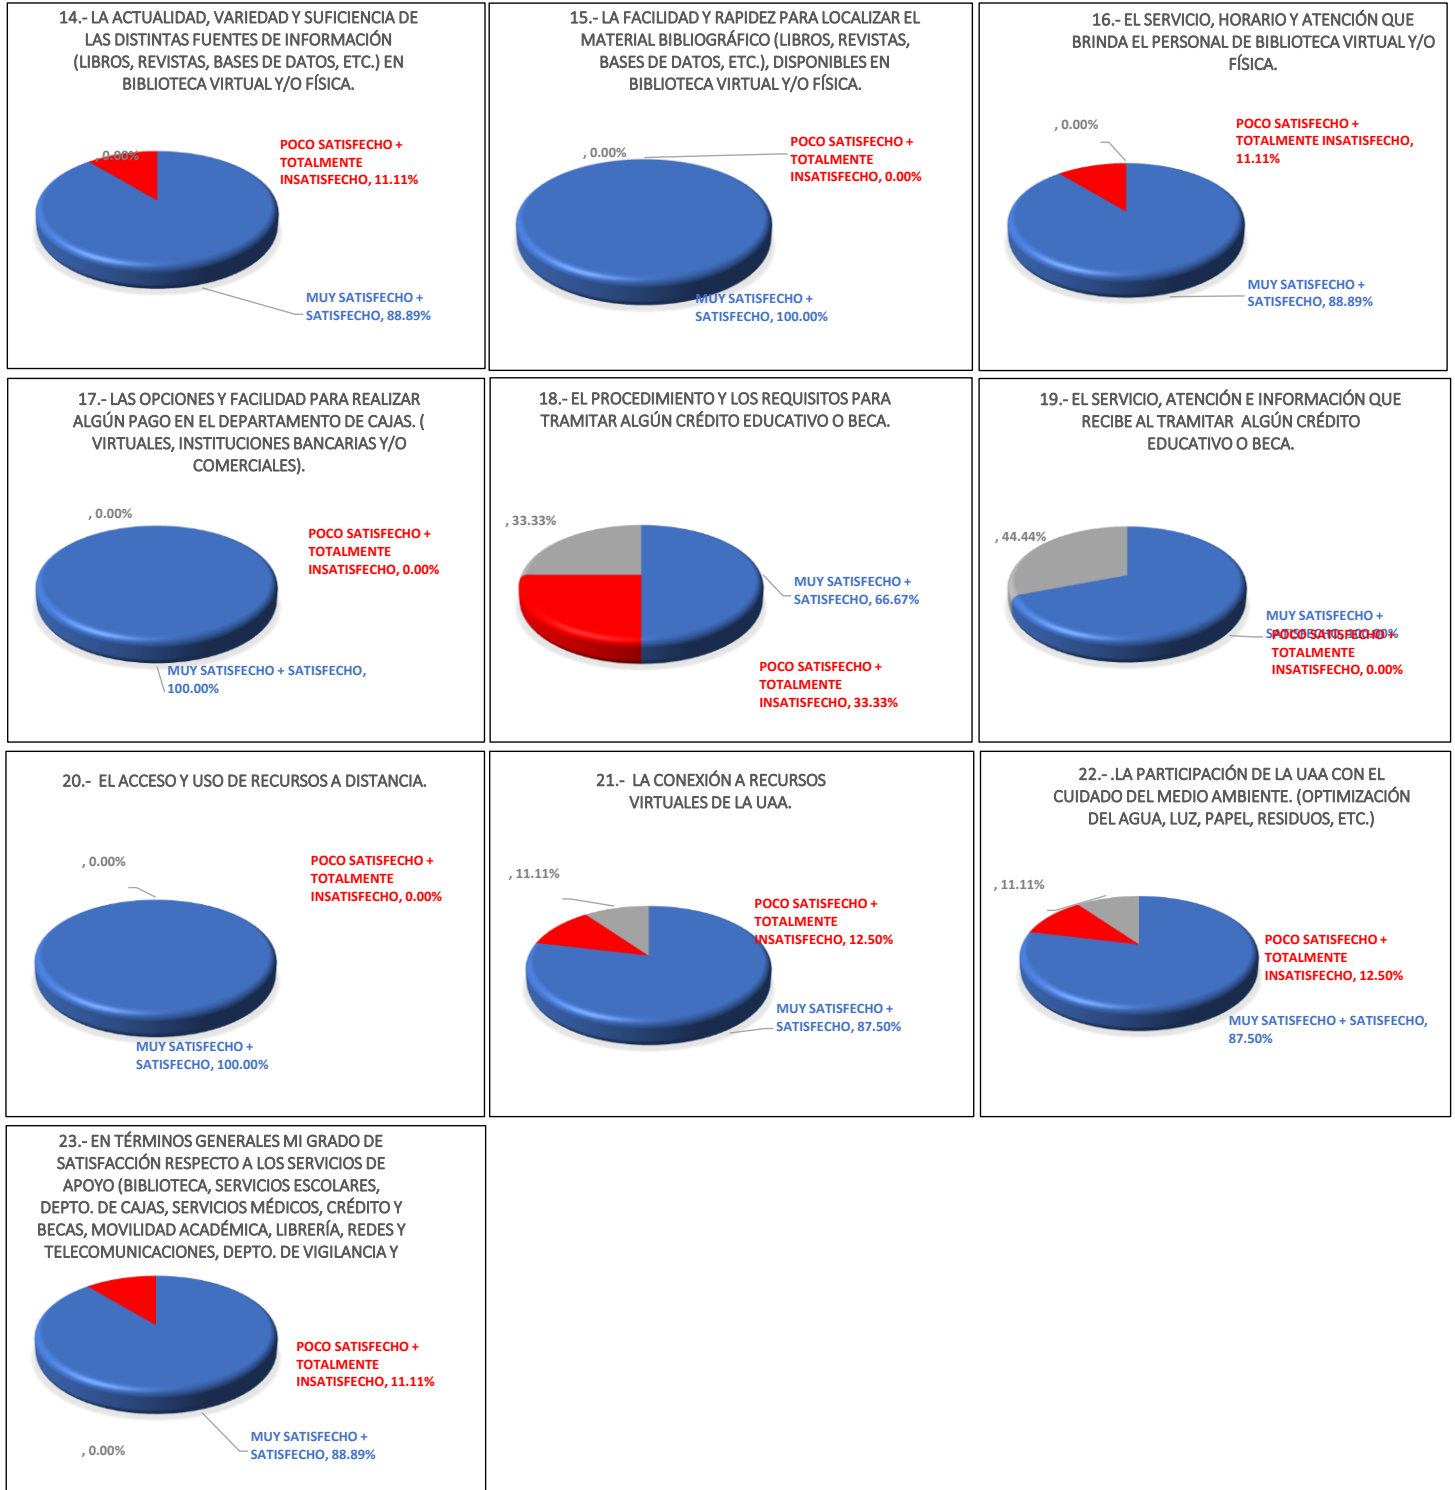 14.- LA ACTUALIDAD, VARIEDAD Y SUFICIENCIA DE
LAS DISTINTAS FUENTES DE INFORMACIÓN
(LIBROS, REVISTAS, BASES DE DATOS, ETC.) EN
BIBLIOTECA VIRTUAL Y/O FÍSICA.
, 0.00%
POCO SATISFECHO +
TOTALMENTE
INSATISFECHO, 11.11%
MUY SATISFECHO +
SATISFECHO, 88.89%
15.- LA FACILIDAD Y RAPIDEZ PARA LOCALIZAR EL
MATERIAL BIBLIOGRÁFICO (LIBROS, REVISTAS,
BASES DE DATOS, ETC.), DISPONIBLES EN
BIBLIOTECA VIRTUAL Y/O FÍSICA.
, 0.00%
POCO SATISFECHO +
TOTALMENTE
INSATISFECHO, 0.00%
MUY SATISFECHO +
SATISFECHO, 100.00%
16.- EL SERVICIO, HORARIO Y ATENCIÓN QUE
BRINDA EL PERSONAL DE BIBLIOTECA VIRTUAL Y/O
FÍSICA.
, 0.00%
POCO SATISFECHO +
TOTALMENTE INSATISFECHO,
11.11%
MUY SATISFECHO +
SATISFECHO, 88.89%
17.- LAS OPCIONES Y FACILIDAD PARA REALIZAR
ALGÚN PAGO EN EL DEPARTAMENTO DE CAJAS. (
VIRTUALES, INSTITUCIONES BANCARIAS Y/O
COMERCIALES).
, 0.00%
POCO SATISFECHO +
TOTALMENTE
INSATISFECHO, 0.00%
MUY SATISFECHO + SATISFECHO,
100.00%
18.- EL PROCEDIMIENTO Y LOS REQUISITOS PARA
TRAMITAR ALGÚN CRÉDITO EDUCATIVO O BECA.
, 33.33%
MUY SATISFECHO +
SATISFECHO, 66.67%
POCO SATISFECHO +
TOTALMENTE
INSATISFECHO, 33.33%
19.- EL SERVICIO, ATENCIÓN E INFORMACIÓN QUE
RECIBE AL TRAMITAR ALGÚN CRÉDITO
EDUCATIVO O BECA.
, 44.44%
MUY SATISFECHO +
SATISFECHO, 100.00%
POCO SATISFECHO +
TOTALMENTE
INSATISFECHO, 0.00%
20.- EL ACCESO Y USO DE RECURSOS A DISTANCIA.
, 0.00%
POCO SATISFECHO +
TOTALMENTE
INSATISFECHO, 0.00%
MUY SATISFECHO +
SATISFECHO, 100.00%
21.- LA CONEXIÓN A RECURSOS
VIRTUALES DE LA UAA.
, 11.11%
POCO SATISFECHO +
TOTALMENTE
INSATISFECHO, 12.50%
MUY SATISFECHO +
SATISFECHO, 87.50%
22.- .LA PARTICIPACIÓN DE LA UAA CON EL
CUIDADO DEL MEDIO AMBIENTE. (OPTIMIZACIÓN
DEL AGUA, LUZ, PAPEL, RESIDUOS, ETC.)
, 11.11%
POCO SATISFECHO +
TOTALMENTE
INSATISFECHO, 12.50%
MUY SATISFECHO + SATISFECHO,
87.50%
23.- EN TÉRMINOS GENERALES MI GRADO DE
SATISFACCIÓN RESPECTO A LOS SERVICIOS DE
APOYO (BIBLIOTECA, SERVICIOS ESCOLARES,
DEPTO. DE CAJAS, SERVICIOS MÉDICOS, CRÉDITO Y
BECAS, MOVILIDAD ACADÉMICA, LIBRERÍA, REDES Y
TELECOMUNICACIONES, DEPTO. DE VIGILANCIA Y
POCO SATISFECHO +
TOTALMENTE
INSATISFECHO, 11.11%
MUY SATISFECHO +
SATISFECHO, 88.89%
, 0.00%